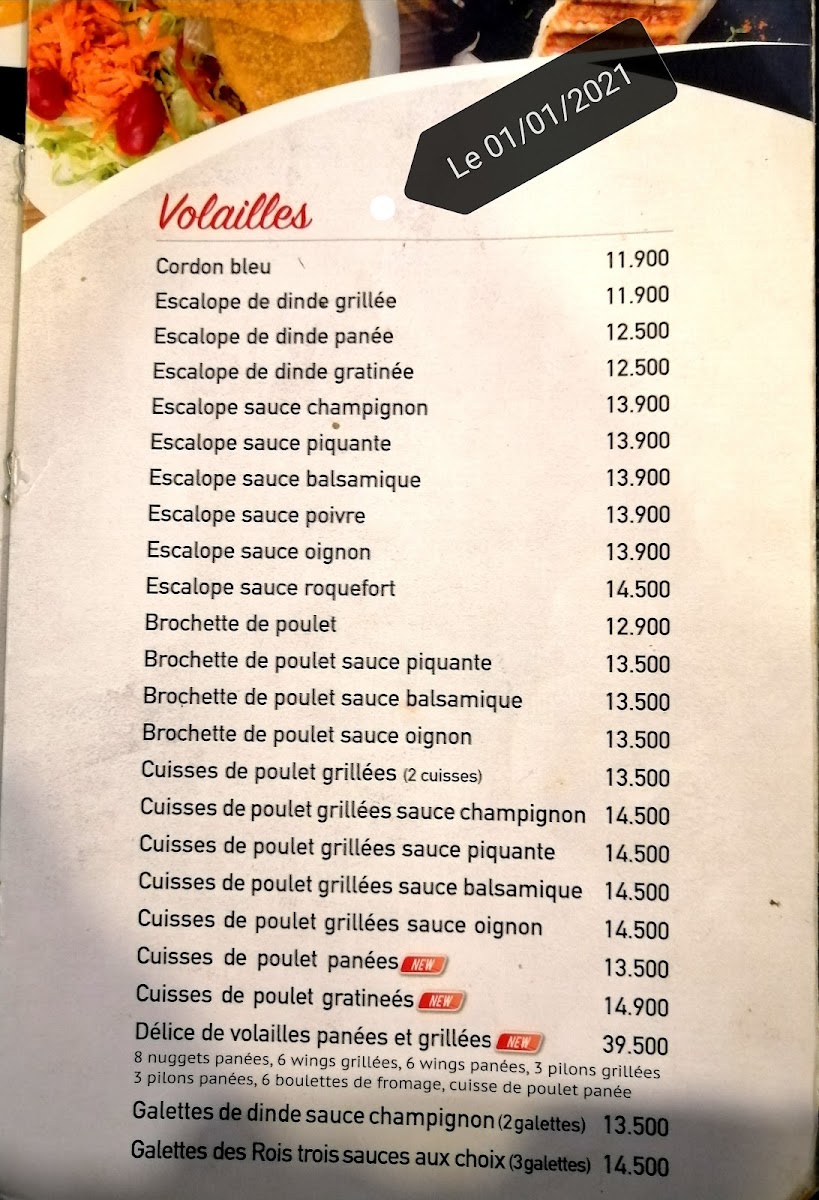 Le 01/01/2021
Volailles
Cordon bleu 11.900
Escalope de dinde grillée 11.900
Escalope de dinde panée 12.500
Escalope de dinde gratinée 12.500
Escalope sauce champignon 13.900
Escalope sauce piquante 13.900
Escalope sauce balsamique 13.900
Escalope sauce poivre 13.900
Escalope sauce oignon 13.900
Escalope sauce roquefort 14.500
Brochette de poulet 12.900
Brochette de poulet sauce piquante 13.500
Brochette de poulet sauce balsamique 13.500
Brochette de poulet sauce oignon 13.500
Cuisses de poulet grillées (2 cuisses) 13.500
Cuisses de poulet grillées sauce champignon 14.500
Cuisses de poulet grillées sauce piquante 14.500
Cuisses de poulet grillées sauce balsamique 14.500
Cuisses de poulet grillées sauce oignon 14.500
Cuisses de poulet panées NEW 13.500
Cuisses de poulet gratineés NEW 14.900
Délice de volailles panées et grillées NEW 39.500
8 nuggets panées, 6 wings grillées, 6 wings panées, 3 pilons grillées
3 pilons panées, 6 boulettes de fromage, cuisse de poulet panée
Galettes de dinde sauce champignon (2 galettes) 13.500
Galettes des Rois trois sauces aux choix (3 galettes) 14.500